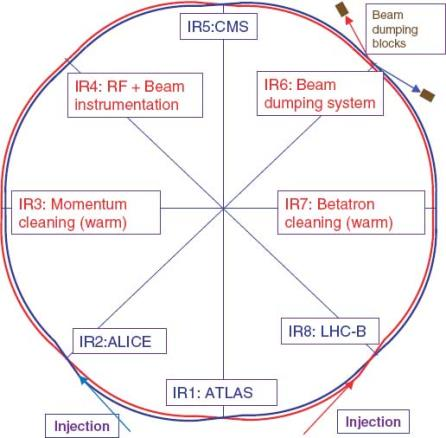 IR5:CMS
Beam
dumping
blocks
IR4: RF + Beam
instrumentation
IR6: Beam
dumping system
IR3: Momentum
cleaning (warm)
IR7: Betatron
cleaning (warm)
IR2:ALICE
IR8: LHC-B
IR1: ATLAS
Injection
Injection